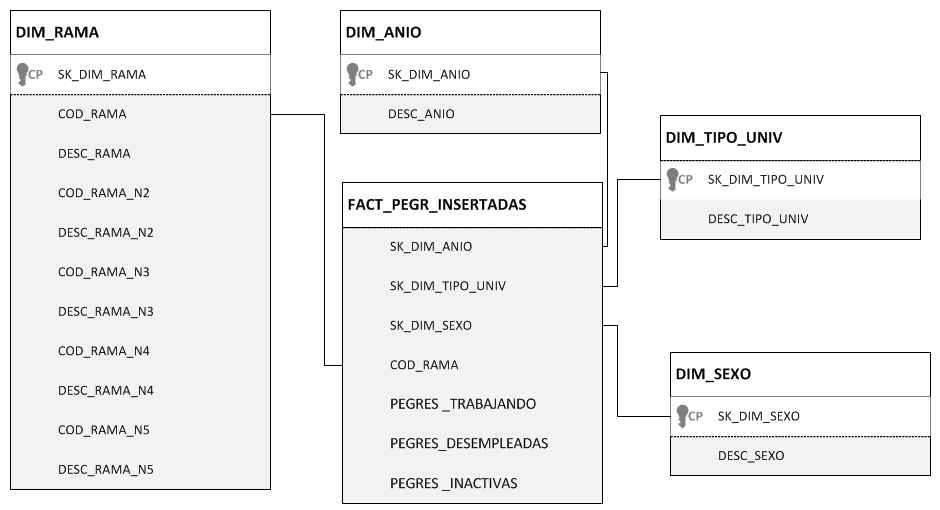 DIM_RAMA
CP SK_DIM_RAMA
COD_RAMA
DESC_RAMA
COD_RAMA_N2
DESC_RAMA_N2
COD_RAMA_N3
DESC_RAMA_N3
COD_RAMA_N4
DESC_RAMA_N4
COD_RAMA_N5
DESC_RAMA_N5
DIM_ANIO
CP SK_DIM_ANIO
DESC_ANIO
FACT_PEGR_INSERTADAS
SK_DIM_ANIO
SK_DIM_TIPO_UNIV
SK_DIM_SEXO
COD_RAMA
PEGRES _TRABAJANDO
PEGRES_DESEMPLEADAS
PEGRES _INACTIVAS
DIM_TIPO_UNIV
CP SK_DIM_TIPO_UNIV
DESC_TIPO_UNIV
DIM_SEXO
CP SK_DIM_SEXO
DESC_SEXO